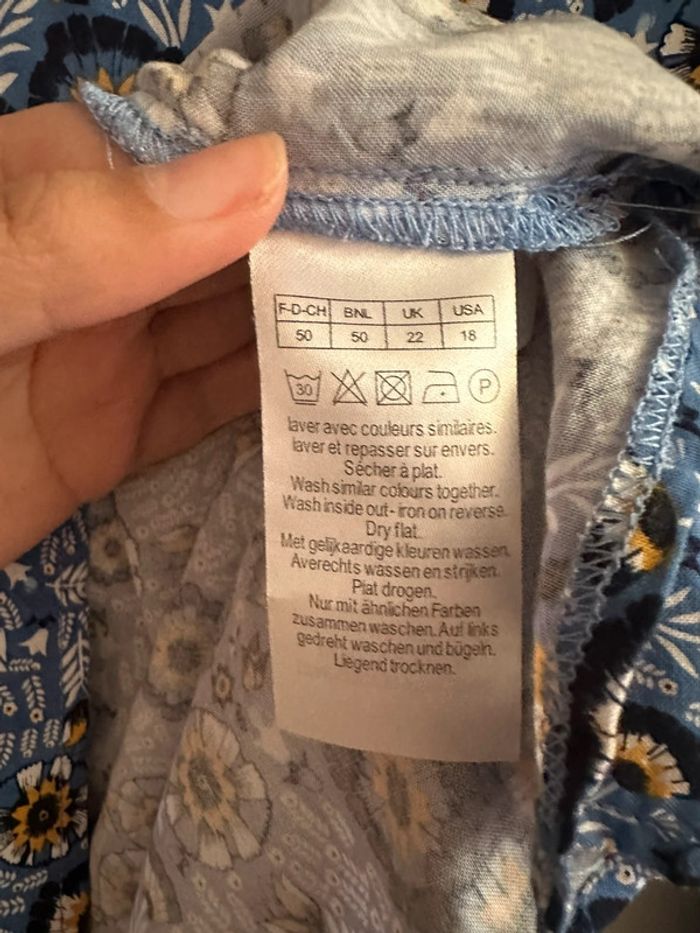 F-D-CH BNL UK USA
50 50 22 18
30 P
laver avec couleurs similaires.
laver et repasser sur envers.
Sécher à plat.
Wash similar colours together.
Wash inside out- iron on reverse.
Dry flat.
Met gelijkaardige kleuren wassen.
Averechts wassen en strijken.
Plat drogen.
Nur mit ähnlichen Farben
zusammen waschen. Auf links
gedreht waschen und bügeln.
Liegend trocknen.